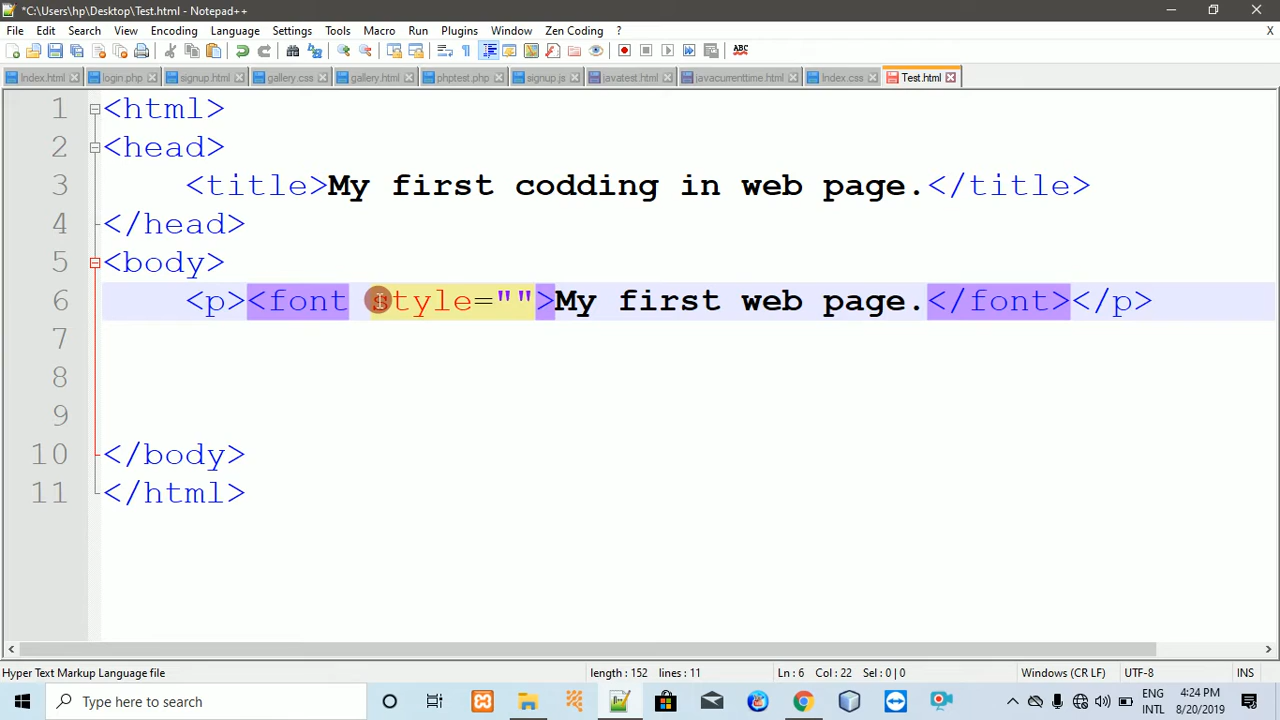 *C:\Users\hp\Desktop\Test.html - Notepad++
File Edit Search View Encoding Language Settings Tools Macro Run Plugins Window Zen Coding ? X
ABC
Index.html login.php signup.html gallery.css gallery.html phptest.php signup.js javatest.html javacurrenttime.html Index.css Test.html
1 <html>
2 <head>
3 <title>My first codding in web page.</title>
4 </head>
5 <body>
6 <p><font style="">My first web page.</font></p>
7
8
9
10 </body>
11 </html>
Hyper Text Markup Language file length : 152 lines : 11 Ln : 6 Col : 22 Sel : 0 | 0 Windows (CR LF) UTF-8 INS
Type here to search
ENG 4:24 PM
INTL 8/20/2019